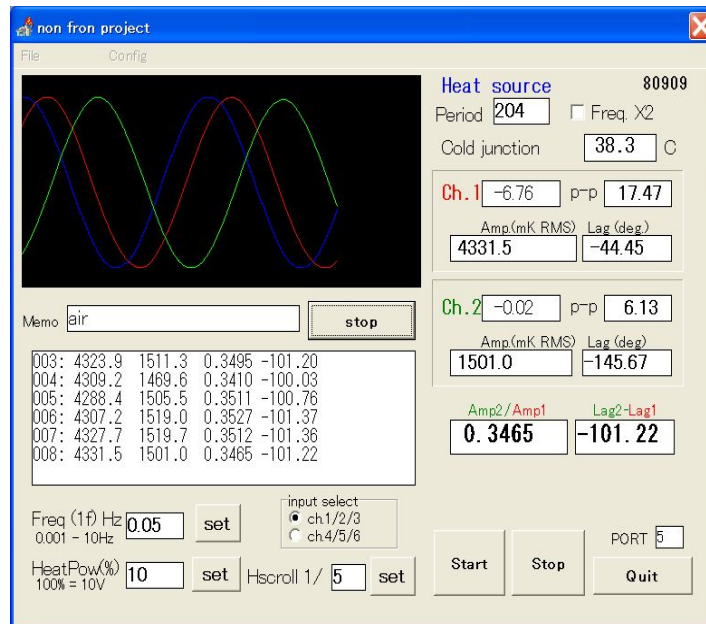 non fron project
File Config
Heat source 80909
Period 204 Freq. X2
Cold junction 38.3 C
Ch.1 -6.76 p-p 17.47
Amp.(mK RMS) Lag (deg.)
4331.5 -44.45
Ch.2 -0.02 p-p 6.13
Amp.(mK RMS) Lag (deg)
1501.0 -145.67
Amp2/Amp1 Lag2-Lag1
0.3465 -101.22
Memo air stop
003: 4323.9 1511.3 0.3495 -101.20
004: 4309.2 1469.6 0.3410 -100.03
005: 4288.4 1505.5 0.3511 -100.76
006: 4307.2 1519.0 0.3527 -101.37
007: 4327.7 1519.7 0.3512 -101.36
008: 4331.5 1501.0 0.3465 -101.22
Freq (1f) Hz 0.05 set
0.001 - 10Hz
input select
ch.1/2/3
ch.4/5/6
HeatPow(%) 10 set Hscroll 1/ 5 set
100% = 10V
Start Stop
PORT 5
Quit